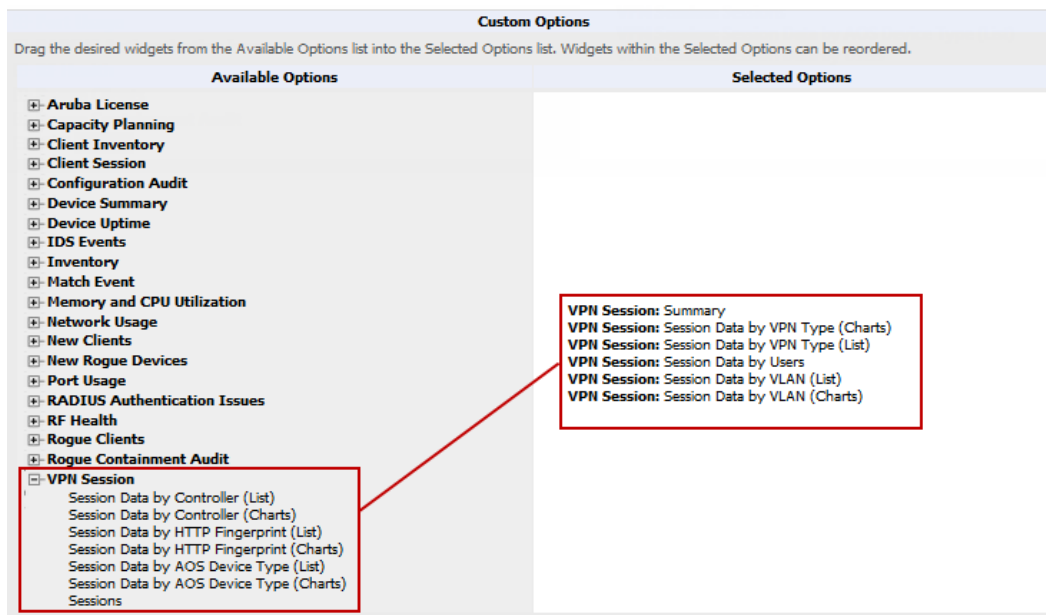 Custom Options
Drag the desired widgets from the Available Options list into the Selected Options list. Widgets within the Selected Options can be reordered.
Available Options
Selected Options
Aruba License
Capacity Planning
Client Inventory
Client Session
Configuration Audit
Device Summary
Device Uptime
IDS Events
Inventory
Match Event
Memory and CPU Utilization
Network Usage
New Clients
New Rogue Devices
Port Usage
RADIUS Authentication Issues
RF Health
Rogue Clients
Rogue Containment Audit
VPN Session
Session Data by Controller (List)
Session Data by Controller (Charts)
Session Data by HTTP Fingerprint (List)
Session Data by HTTP Fingerprint (Charts)
Session Data by AOS Device Type (List)
Session Data by AOS Device Type (Charts)
Sessions
VPN Session: Summary
VPN Session: Session Data by VPN Type (Charts)
VPN Session: Session Data by VPN Type (List)
VPN Session: Session Data by Users
VPN Session: Session Data by VLAN (List)
VPN Session: Session Data by VLAN (Charts)